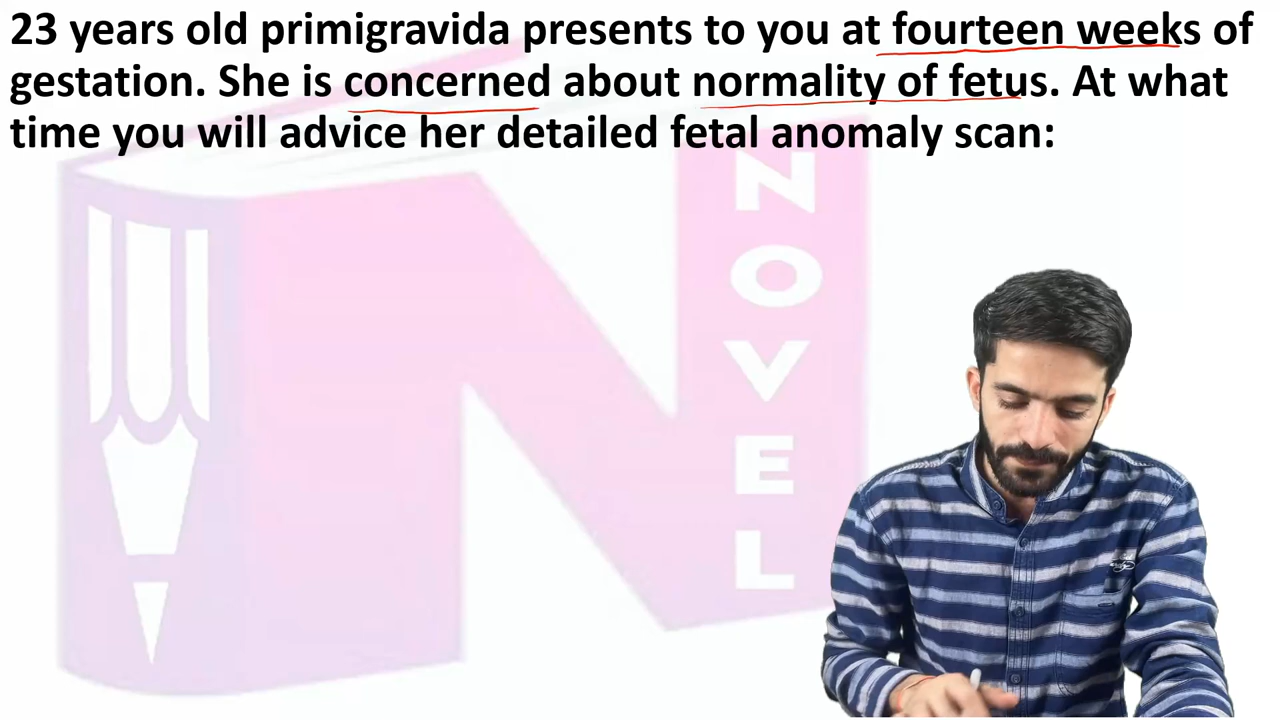 23 years old primigravida presents to you at fourteen weeks of
gestation. She is concerned about normality of fetus. At what
time you will advice her detailed fetal anomaly scan:
NOVEL